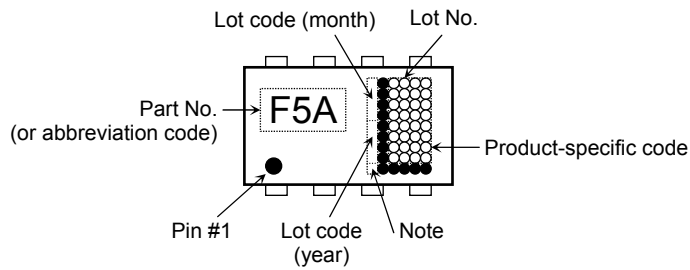 Lot code (month)
Lot No.
Part No.
(or abbreviation code)
F5A
Product-specific code
Pin #1
Lot code
(year)
Note